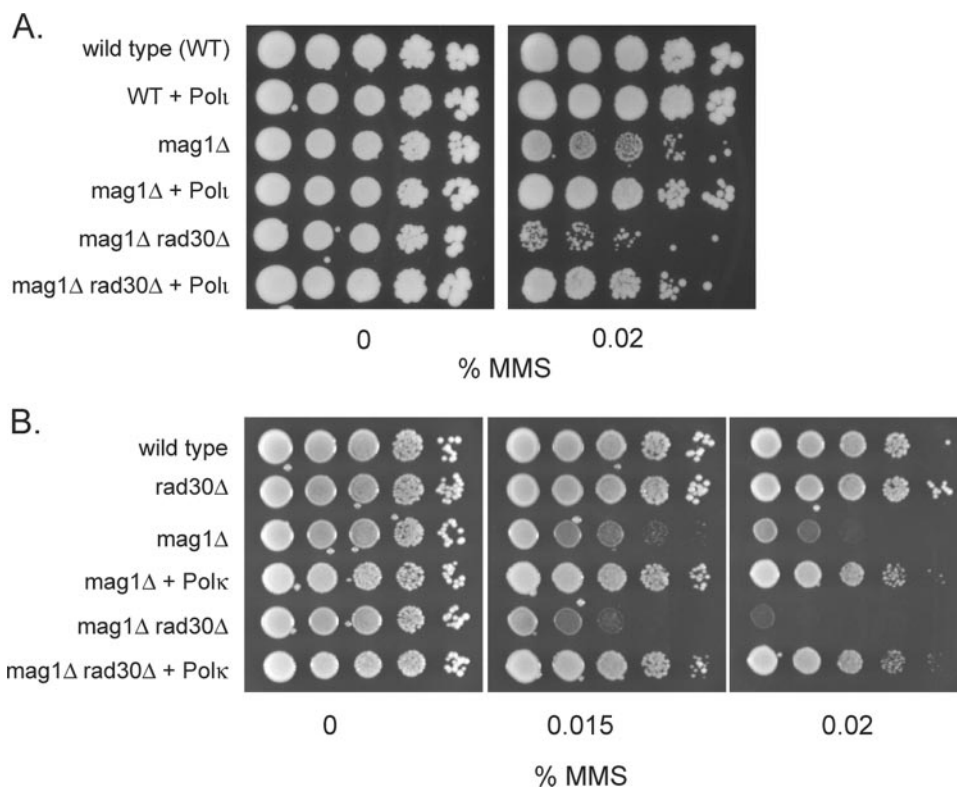 A.
wild type (WT)
WT + Polι
mag1Δ
mag1Δ + Polι
mag1Δ rad30Δ
mag1Δ rad30Δ + Polι
0 0.02
% MMS
B.
wild type
rad30Δ
mag1Δ
mag1Δ + Polκ
mag1Δ rad30Δ
mag1Δ rad30Δ + Polκ
0 0.015 0.02
% MMS